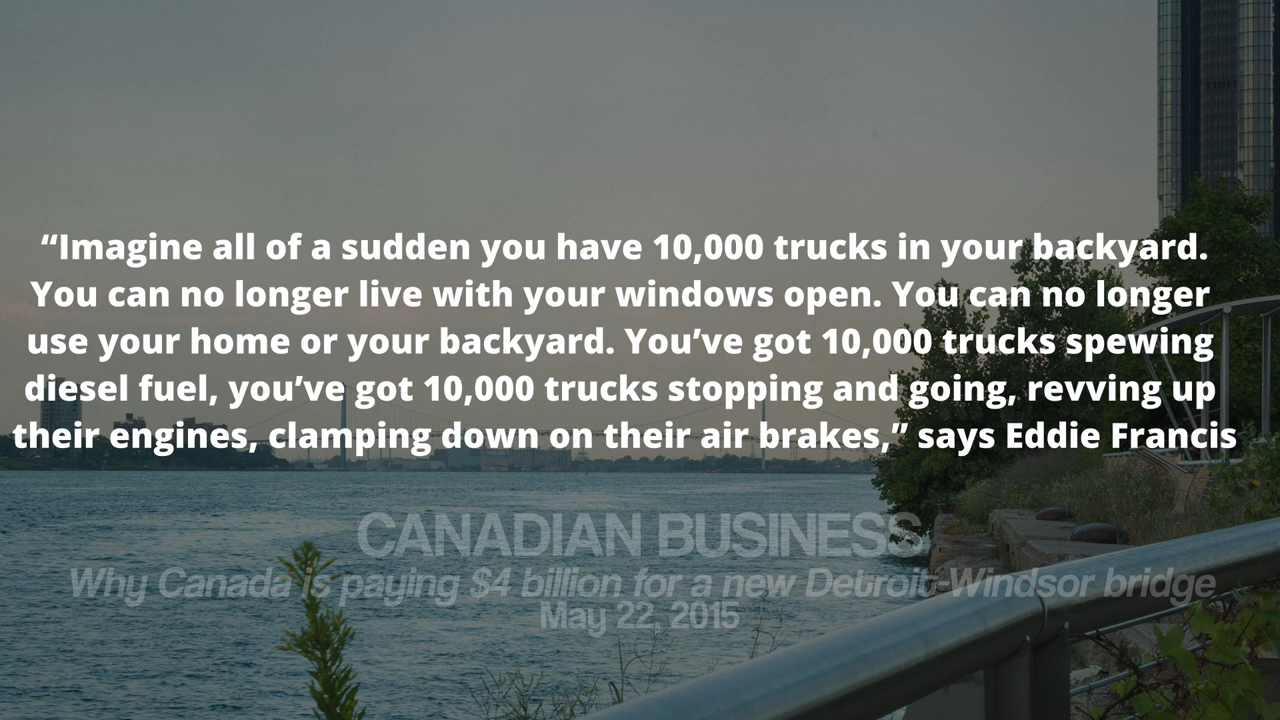 “Imagine all of a sudden you have 10,000 trucks in your backyard.
You can no longer live with your windows open. You can no longer
use your home or your backyard. You’ve got 10,000 trucks spewing
diesel fuel, you’ve got 10,000 trucks stopping and going, revving up
their engines, clamping down on their air brakes,” says Eddie Francis
CANADIAN BUSINESS
Why Canada is paying $4 billion for a new Detroit-Windsor bridge
May 22, 2015